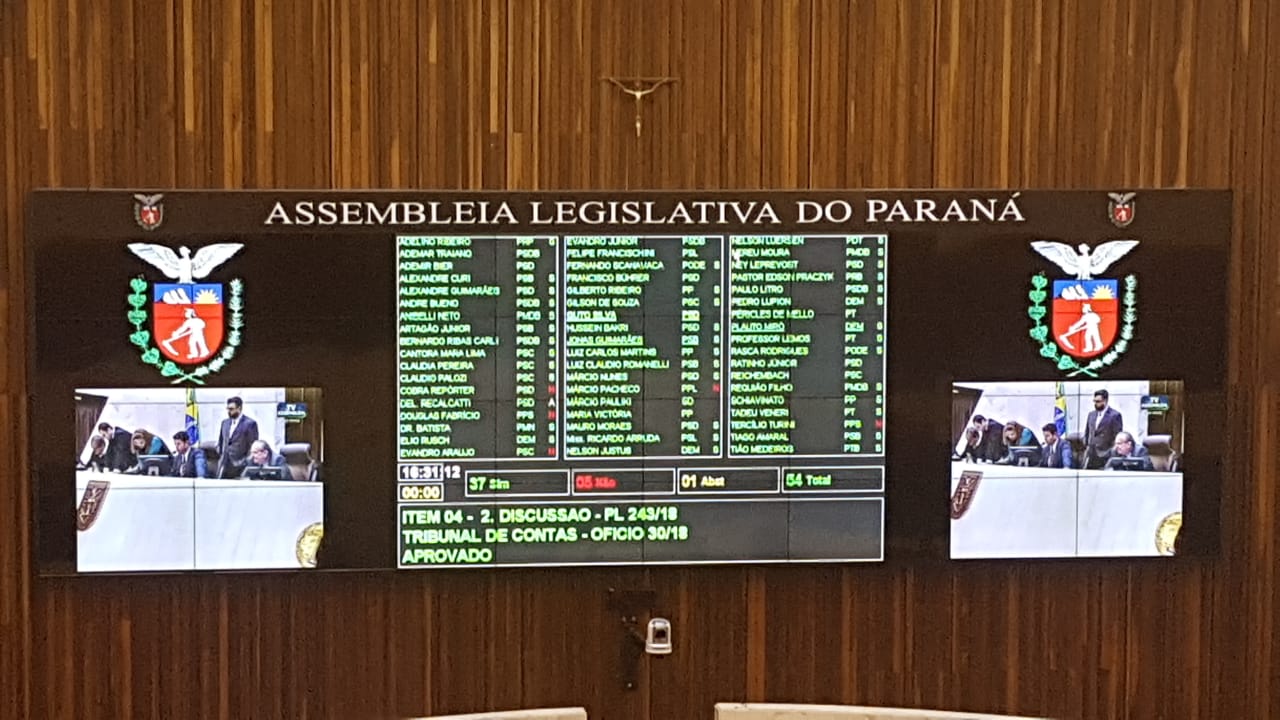 ASSEMBLEIA LEGISLATIVA DO PARANÁ
ADELINO RIBEIRO PRP S
ADEMAR TRAIANO PSDB
ADEMIR BIER PSD
ALEXANDRE CURI PSB S
ALEXANDRE GUIMARÃES PSD S
ANDRE BUENO PSDB S
ANIBELLI NETO PMDB S
ARTAGÃO JUNIOR PSB S
BERNARDO RIBAS CARLI PSDB S
CANTORA MARA LIMA PSC S
CLAUDIA PEREIRA PSC S
CLAUDIO PALOZI PSC S
COBRA REPÓRTER PSD N
DEL. RECALCATTI PSD A
DOUGLAS FABRÍCIO PPS N
DR. BATISTA PMN S
ELIO RUSCH DEM S
EVANDRO ARAUJO PSC N
EVANDRO JÚNIOR PSDB S
FELIPE FRANCISCHINI PSL
FERNANDO SCANAVACA PODE S
FRANCISCO BÜHRER PSD S
GILBERTO RIBEIRO PP S
GILSON DE SOUZA PSC S
GUTO SILVA PSD
HUSSEIN BAKRI PSD S
JONAS GUIMARÃES PSB S
LUIZ CARLOS MARTINS PP S
LUIZ CLAUDIO ROMANELLI PSB S
MÁRCIO NUNES PSD S
MÁRCIO PACHECO PPL N
MÁRCIO PAULIKI SD
MARIA VICTÓRIA PP
MAURO MORAES PSD S
Miss. RICARDO ARRUDA PSL S
NELSON JUSTUS DEM S
NELSON LUERSEN PDT S
NEREU MOURA PMDB S
NEY LEPREVOST PSD
PASTOR EDSON PRACZYK PRB S
PAULO LITRO PSDB S
PEDRO LUPION DEM S
PÉRICLES DE MELLO PT
PLAUTO MIRÓ DEM S
PROFESSOR LEMOS PT S
RASCA RODRIGUES PODE S
RATINHO JÚNIOR PSD
REICHEMBACH PSC
REQUIÃO FILHO PMDB S
SCHIAVINATO PP S
TADEU VENERI PT S
TERCÍLIO TURINI PPS N
TIAGO AMARAL PSB S
TIÃO MEDEIROS PTB S
16:31 12
00:00
37 Sim
05 Não
01 Abst
54 Total
ITEM 04 - 2. DISCUSSAO - PL 243/18
TRIBUNAL DE CONTAS - OFICIO 30/18
APROVADO